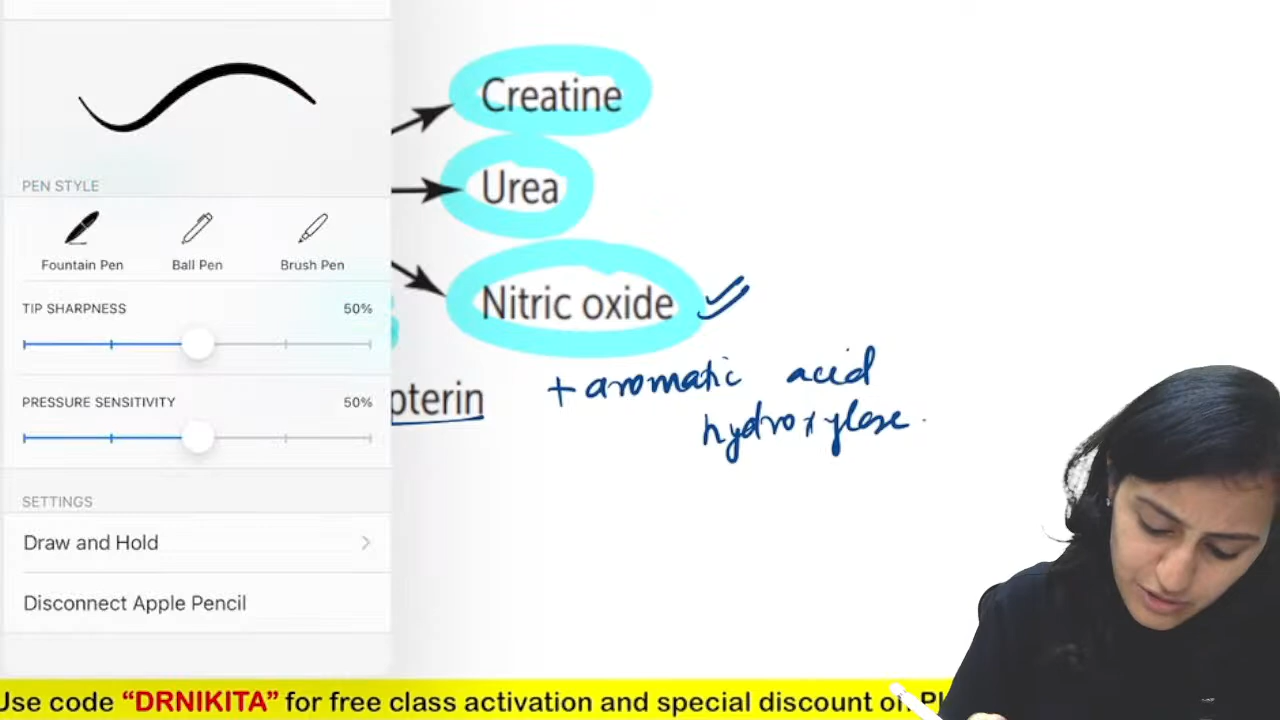 Creatine
PEN STYLE
Urea
Fountain Pen Ball Pen Brush Pen
TIP SHARPNESS 50%
Nitric oxide
PRESSURE SENSITIVITY 50%
pterin
+ aromatic acid
hydroxylase.
SETTINGS
Draw and Hold
Disconnect Apple Pencil
Use code “DRNIKITA” for free class activation and special discount on